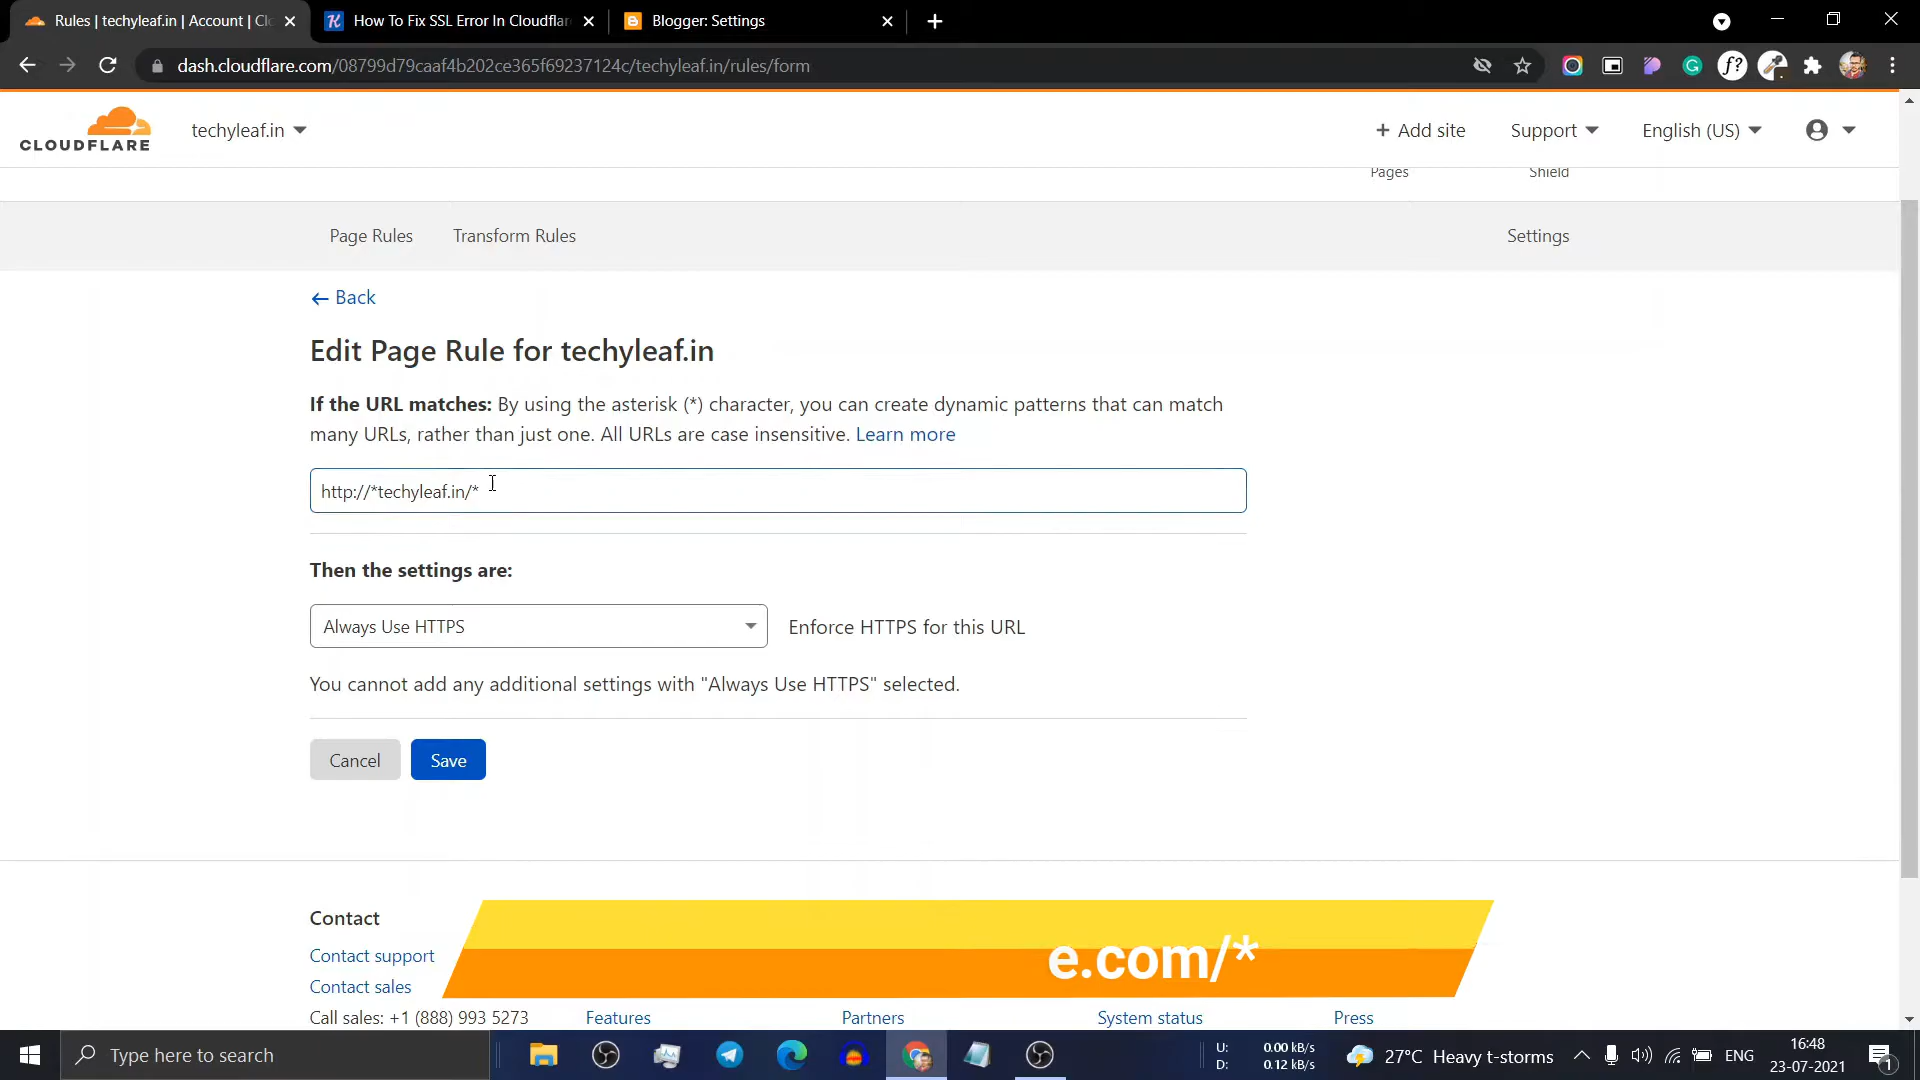 Rules | techyleaf.in | Account | Cl
How To Fix SSL Error In Cloudflar
Blogger: Settings
dash.cloudflare.com/08799d79caaf4b202ce365f69237124c/techyleaf.in/rules/form
CLOUDFLARE
techyleaf.in
+ Add site
Support
English (US)
Pages
Shield
Page Rules
Transform Rules
Settings
← Back
Edit Page Rule for techyleaf.in
If the URL matches: By using the asterisk (*) character, you can create dynamic patterns that can match
many URLs, rather than just one. All URLs are case insensitive. Learn more
http://*techyleaf.in/*
Then the settings are:
Always Use HTTPS
Enforce HTTPS for this URL
You cannot add any additional settings with "Always Use HTTPS" selected.
Cancel
Save
Contact
Contact support
e.com/*
Contact sales
Call sales: +1 (888) 993 5273
Features
Partners
System status
Press
Type here to search
U: 0.00 kB/s
D: 0.12 kB/s
27°C Heavy t-storms
ENG
16:48
23-07-2021
1